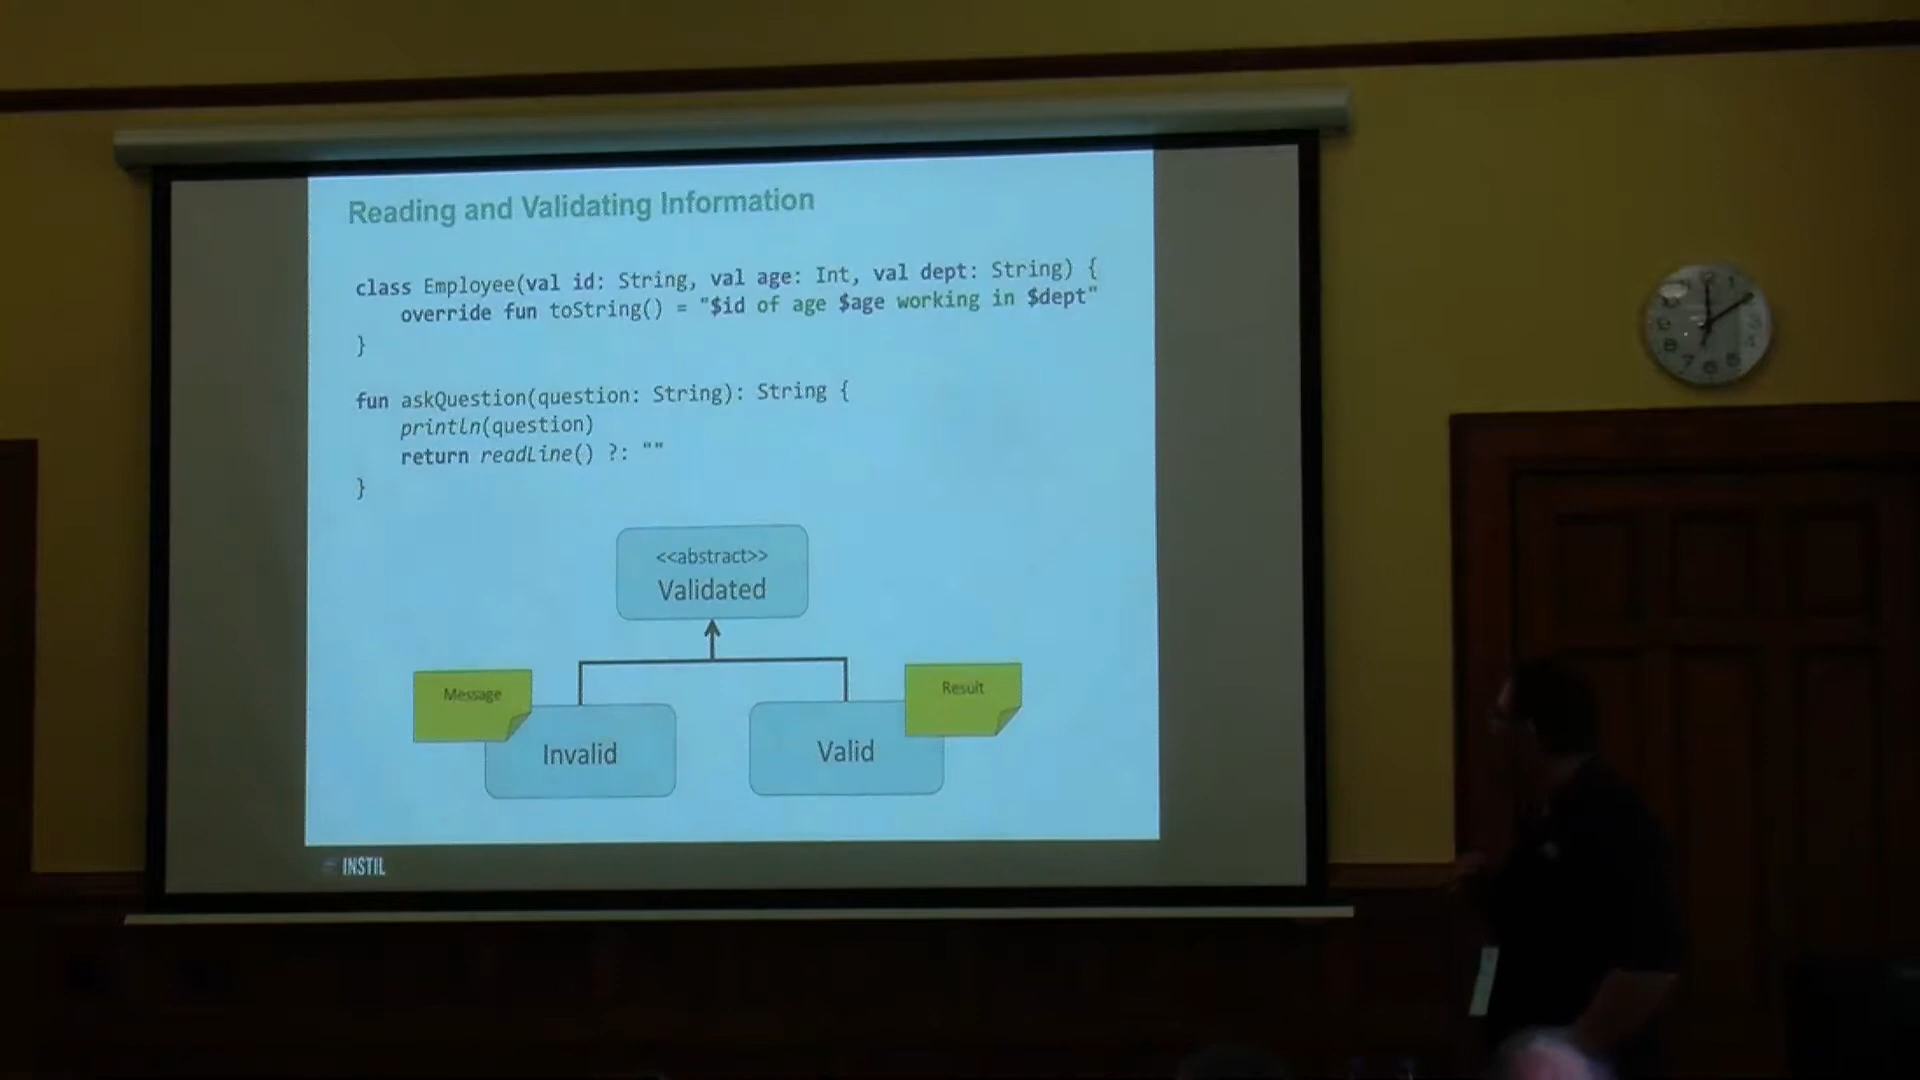 Reading and Validating Information
class Employee(val id: String, val age: Int, val dept: String) {
override fun toString() = "$id of age $age working in $dept"
}
fun askQuestion(question: String): String {
println(question)
return readLine() ?: ""
}
<<abstract>>
Validated
Message
Result
Invalid
Valid
INSTIL